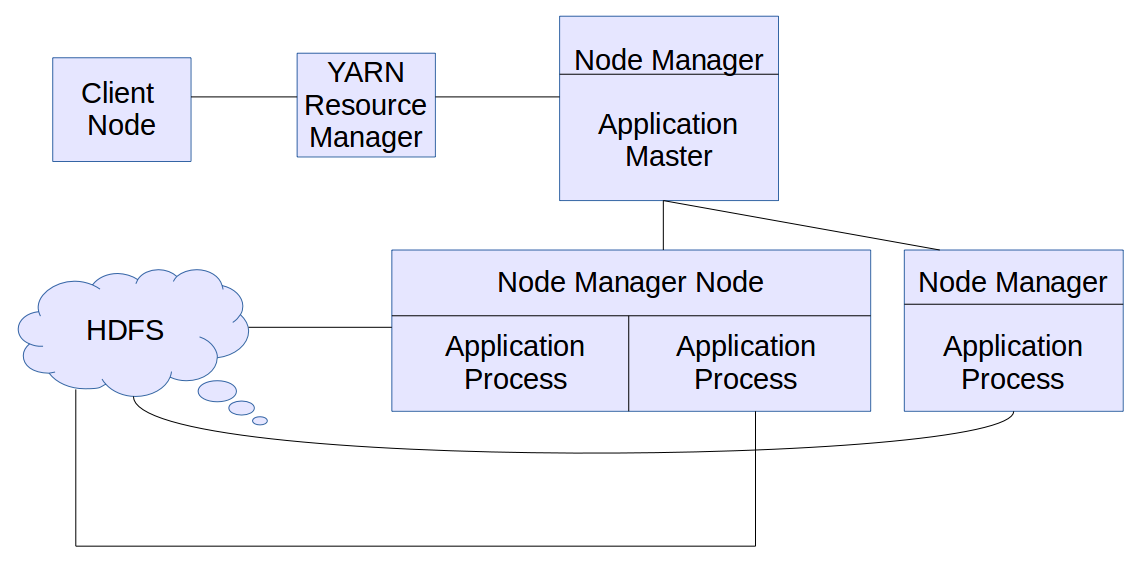 Client
Node
YARN
Resource
Manager
Node Manager
Application
Master
HDFS
Node Manager Node
Application
Process
Application
Process
Node Manager
Application
Process